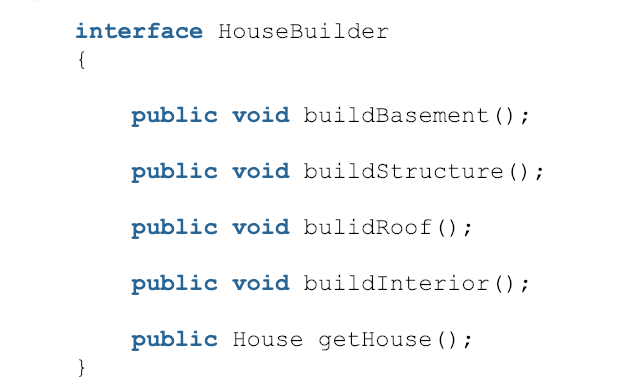 interface HouseBuilder
{
public void buildBasement();
public void buildStructure();
public void bulidRoof();
public void buildInterior();
public House getHouse();
}